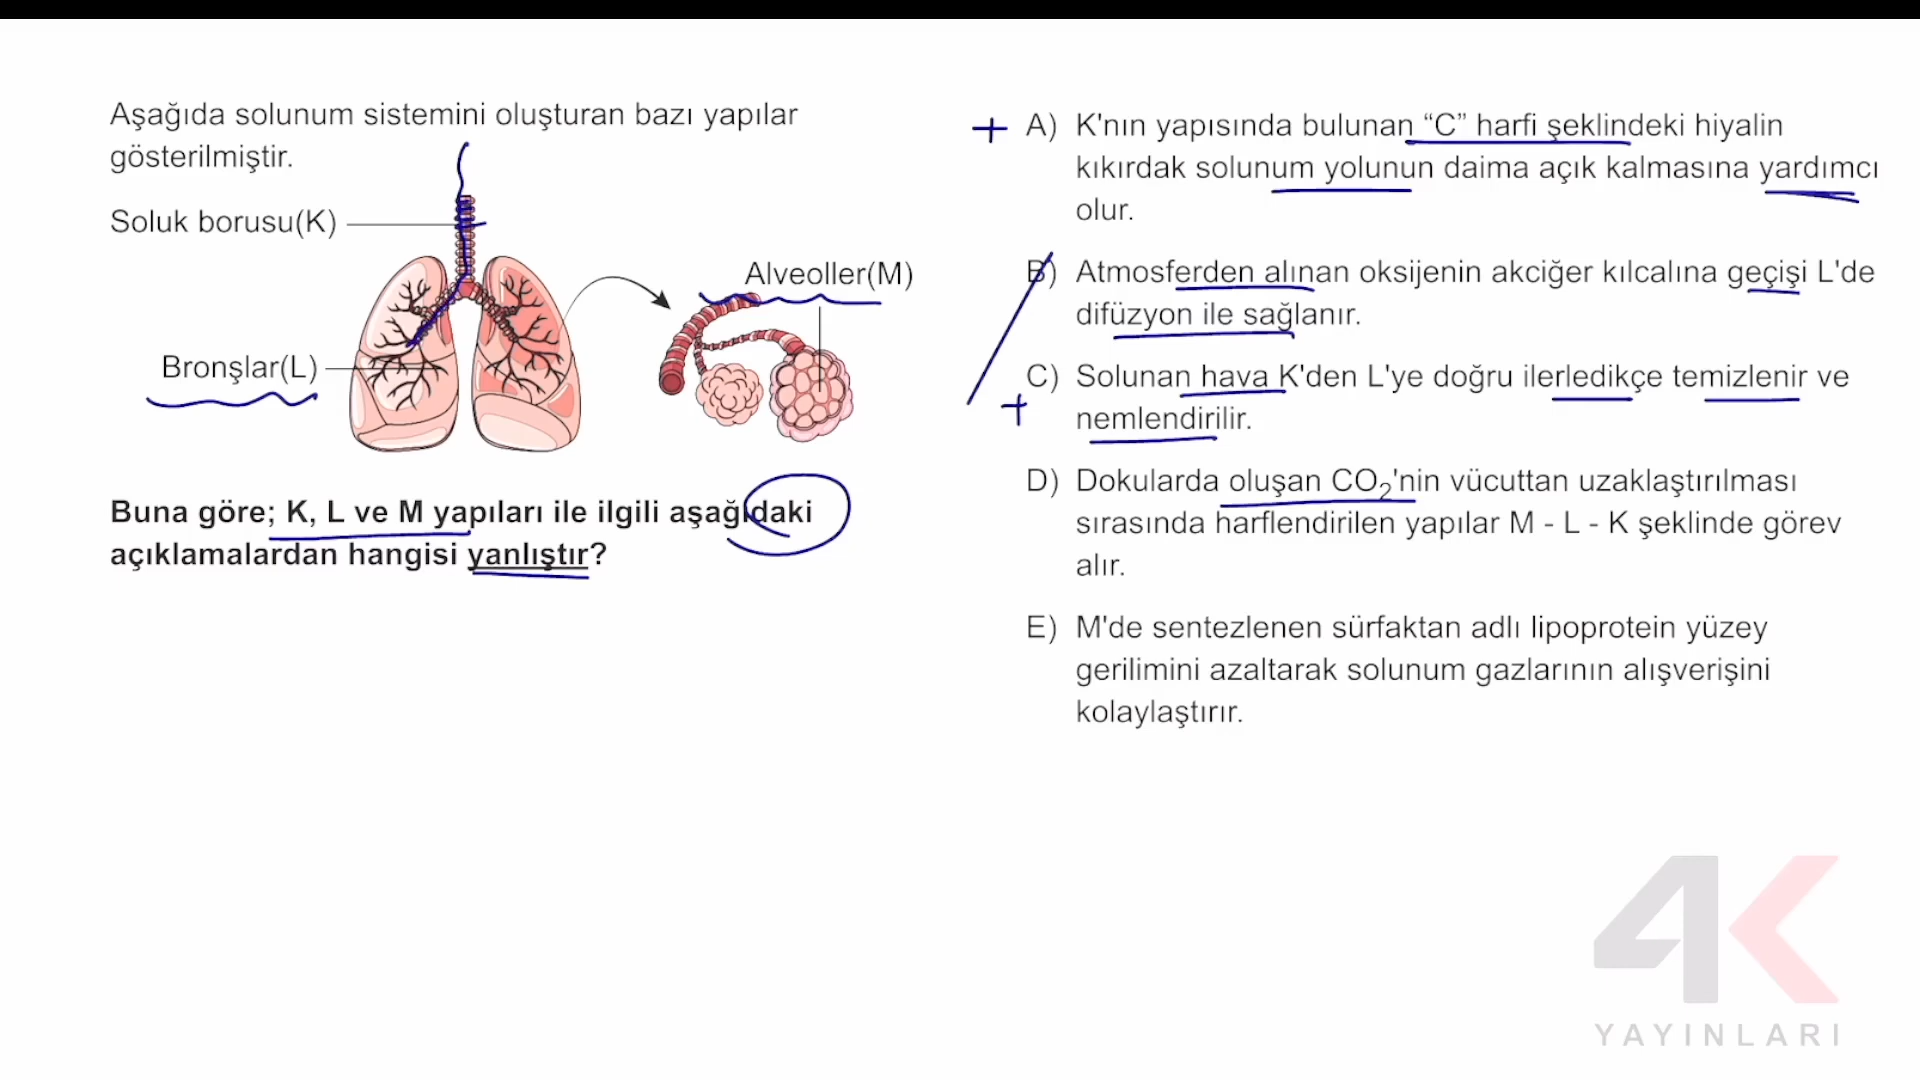 Aşağıda solunum sistemini oluşturan bazı yapılar
gösterilmiştir.
Soluk borusu(K)
Alveoller(M)
Bronşlar(L)
Buna göre; K, L ve M yapıları ile ilgili aşağıdaki
açıklamalardan hangisi yanlıştır?
+ A) K'nın yapısında bulunan “C” harfi şeklindeki hiyalin
kıkırdak solunum yolunun daima açık kalmasına yardımcı
olur.
B) Atmosferden alınan oksijenin akciğer kılcalına geçişi L'de
difüzyon ile sağlanır.
+ C) Solunan hava K'den L'ye doğru ilerledikçe temizlenir ve
nemlendirilir.
D) Dokularda oluşan CO₂'nin vücuttan uzaklaştırılması
sırasında harflendirilen yapılar M - L - K şeklinde görev
alır.
E) M'de sentezlenen sürfaktan adlı lipoprotein yüzey
gerilimini azaltarak solunum gazlarının alışverişini
kolaylaştırır.
4K
YAYINLARI